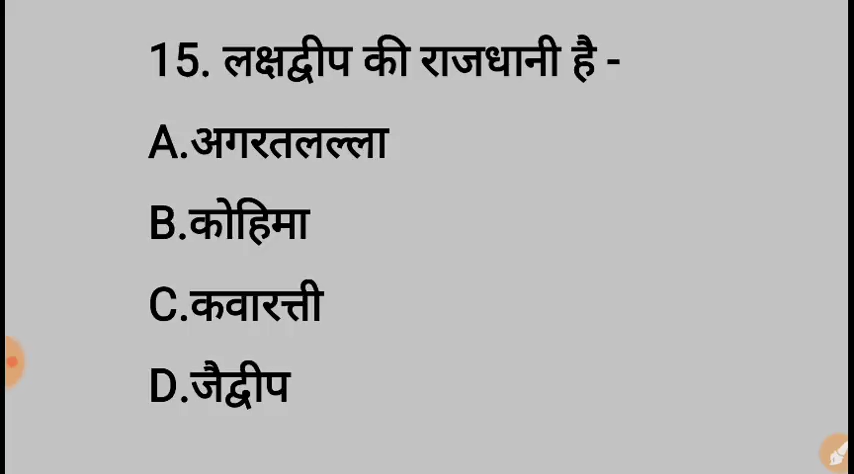 15. लक्षद्वीप की राजधानी है -
A.अगरतलल्ला
B.कोहिमा
C.कवारत्ती
D.जैद्वीप